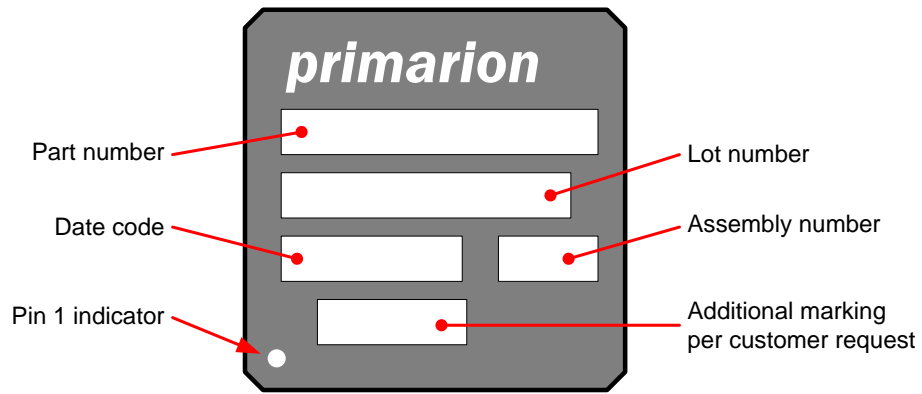 primarion
Part number
Lot number
Date code
Assembly number
Pin 1 indicator
Additional marking
per customer request